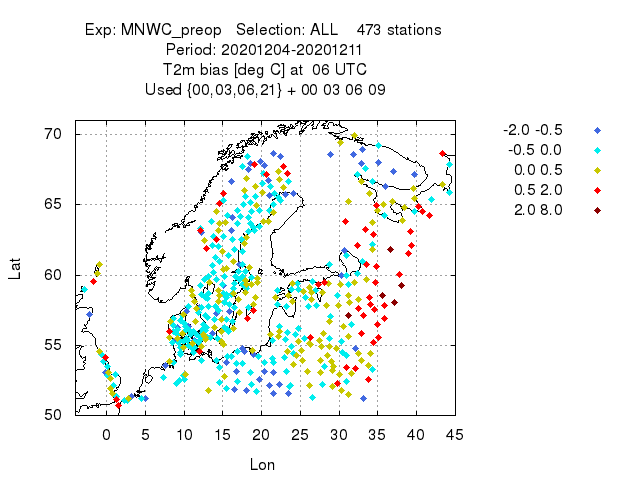 Exp: MNWC_preop Selection: ALL 473 stations
Period: 20201204-20201211
T2m bias [deg C] at 06 UTC
Used {00,03,06,21} + 00 03 06 09
-2.0 -0.5
-0.5 0.0
0.0 0.5
0.5 2.0
2.0 8.0
70
65
60
55
50
Lat
0 5 10 15 20 25 30 35 40 45
Lon